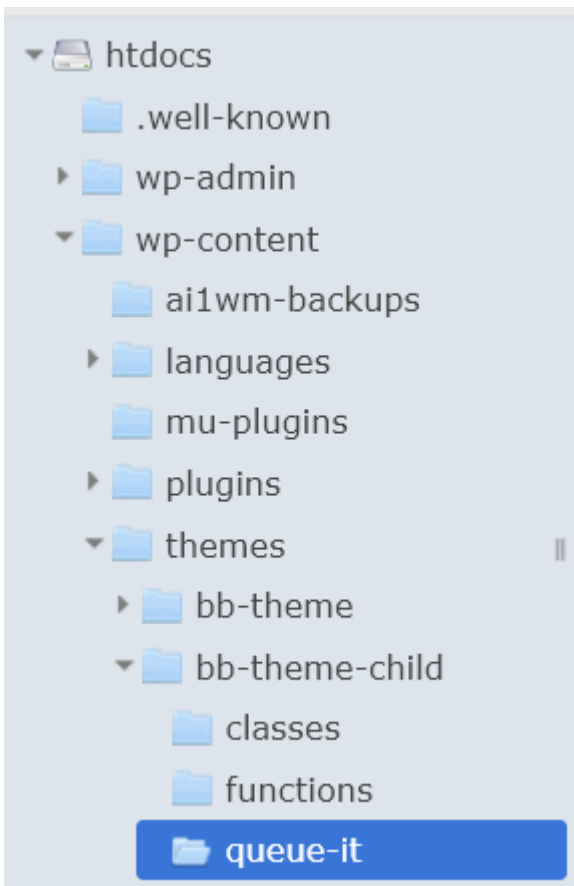 htdocs
.well-known
wp-admin
wp-content
ai1wm-backups
languages
mu-plugins
plugins
themes
bb-theme
bb-theme-child
classes
functions
queue-it